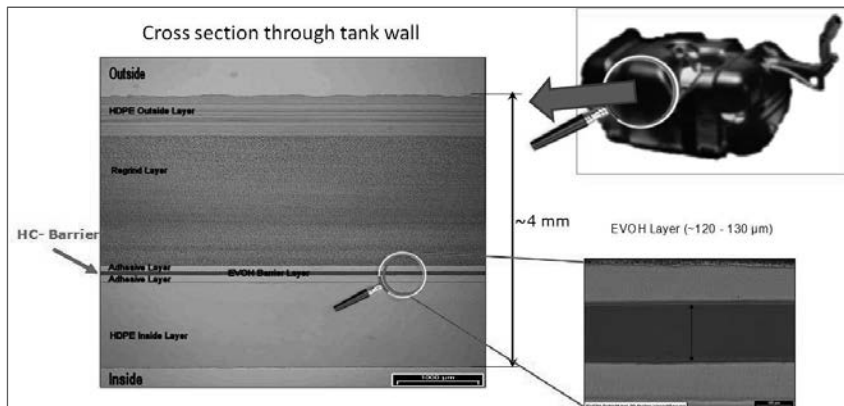 Cross section through tank wall
Outside
HDPE Outside Layer
Regrind Layer
HC- Barrier
Adhesive Layer
EVOH Barrier Layer
Adhesive Layer
HDPE Inside Layer
Inside
1000 µm
~4 mm
EVOH Layer (~120 - 130 µm)